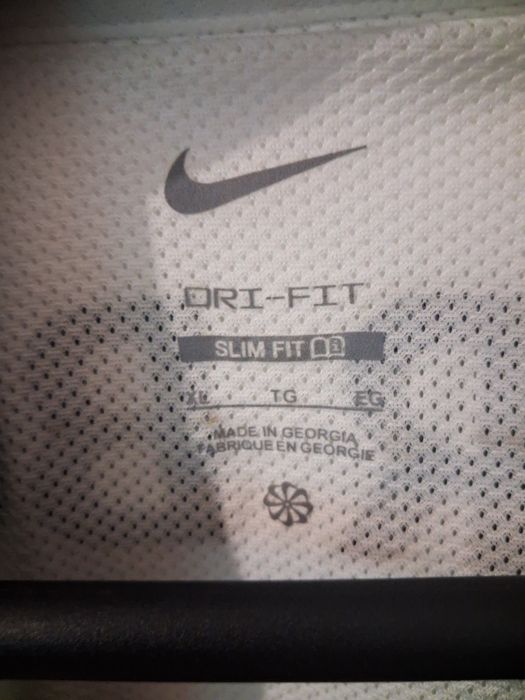 DRI-FIT
SLIM FIT
XL TG EG
MADE IN GEORGIA
FABRIQUE EN GEORGIE